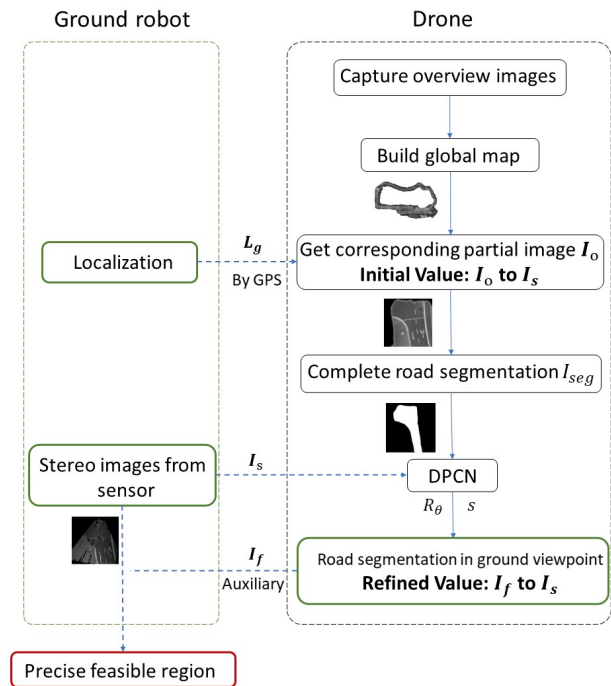 Ground robot
Drone
Capture overview images
Build global map
Localization
L_g
By GPS
Get corresponding partial image I_o
Initial Value: I_o to I_s
Complete road segmentation I_{seg}
Stereo images from
sensor
I_s
DPCN
R_θ s
I_f
Auxiliary
Road segmentation in ground viewpoint
Refined Value: I_f to I_s
Precise feasible region